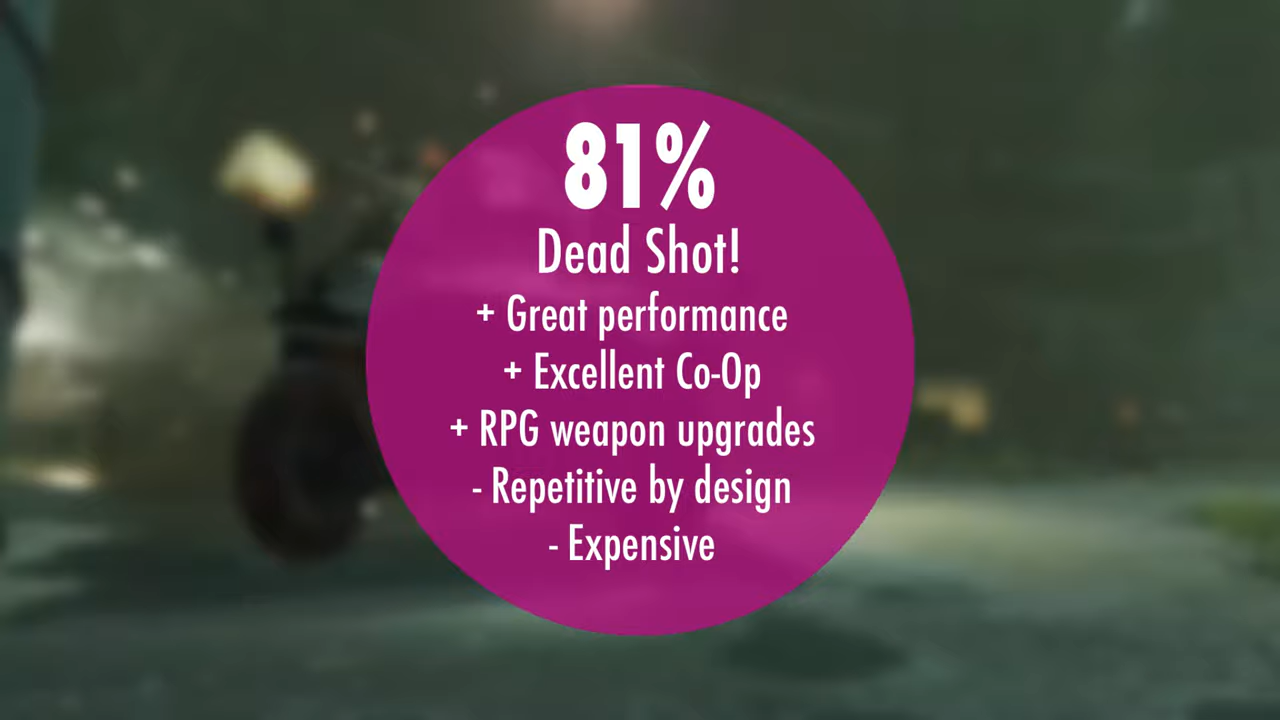 81%
Dead Shot!
+ Great performance
+ Excellent Co-Op
+ RPG weapon upgrades
- Repetitive by design
- Expensive